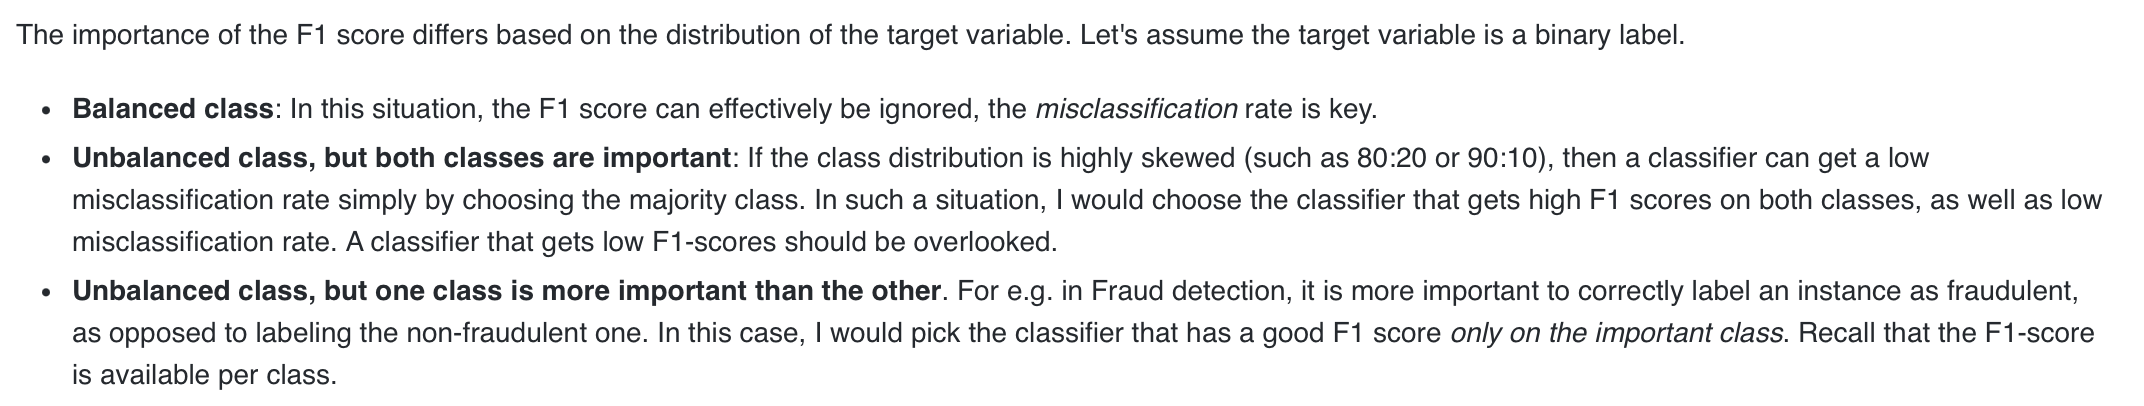 The importance of the F1 score differs based on the distribution of the target variable. Let's assume the target variable is a binary label.
• Balanced class: In this situation, the F1 score can effectively be ignored, the misclassification rate is key.
• Unbalanced class, but both classes are important: If the class distribution is highly skewed (such as 80:20 or 90:10), then a classifier can get a low
misclassification rate simply by choosing the majority class. In such a situation, I would choose the classifier that gets high F1 scores on both classes, as well as low
misclassification rate. A classifier that gets low F1-scores should be overlooked.
• Unbalanced class, but one class is more important than the other. For e.g. in Fraud detection, it is more important to correctly label an instance as fraudulent,
as opposed to labeling the non-fraudulent one. In this case, I would pick the classifier that has a good F1 score only on the important class. Recall that the F1-score
is available per class.